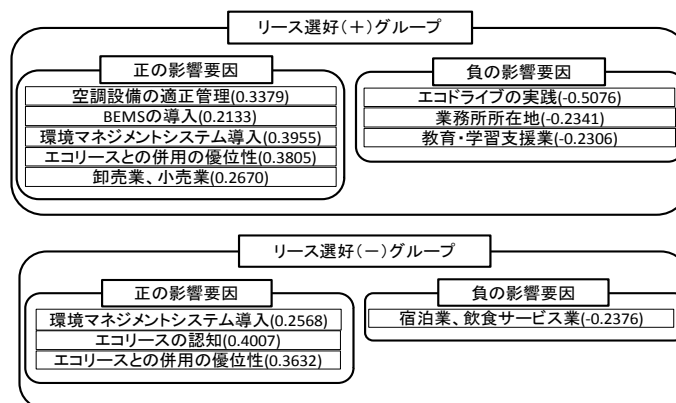 リース選好(+)グループ
正の影響要因
空調設備の適正管理(0.3379)
BEMSの導入(0.2133)
環境マネジメントシステム導入(0.3955)
エコリースとの併用の優位性(0.3805)
卸売業、小売業(0.2670)
負の影響要因
エコドライブの実践(-0.5076)
業務所所在地(-0.2341)
教育・学習支援業(-0.2306)
リース選好(－)グループ
正の影響要因
環境マネジメントシステム導入(0.2568)
エコリースの認知(0.4007)
エコリースとの併用の優位性(0.3632)
負の影響要因
宿泊業、飲食サービス業(-0.2376)